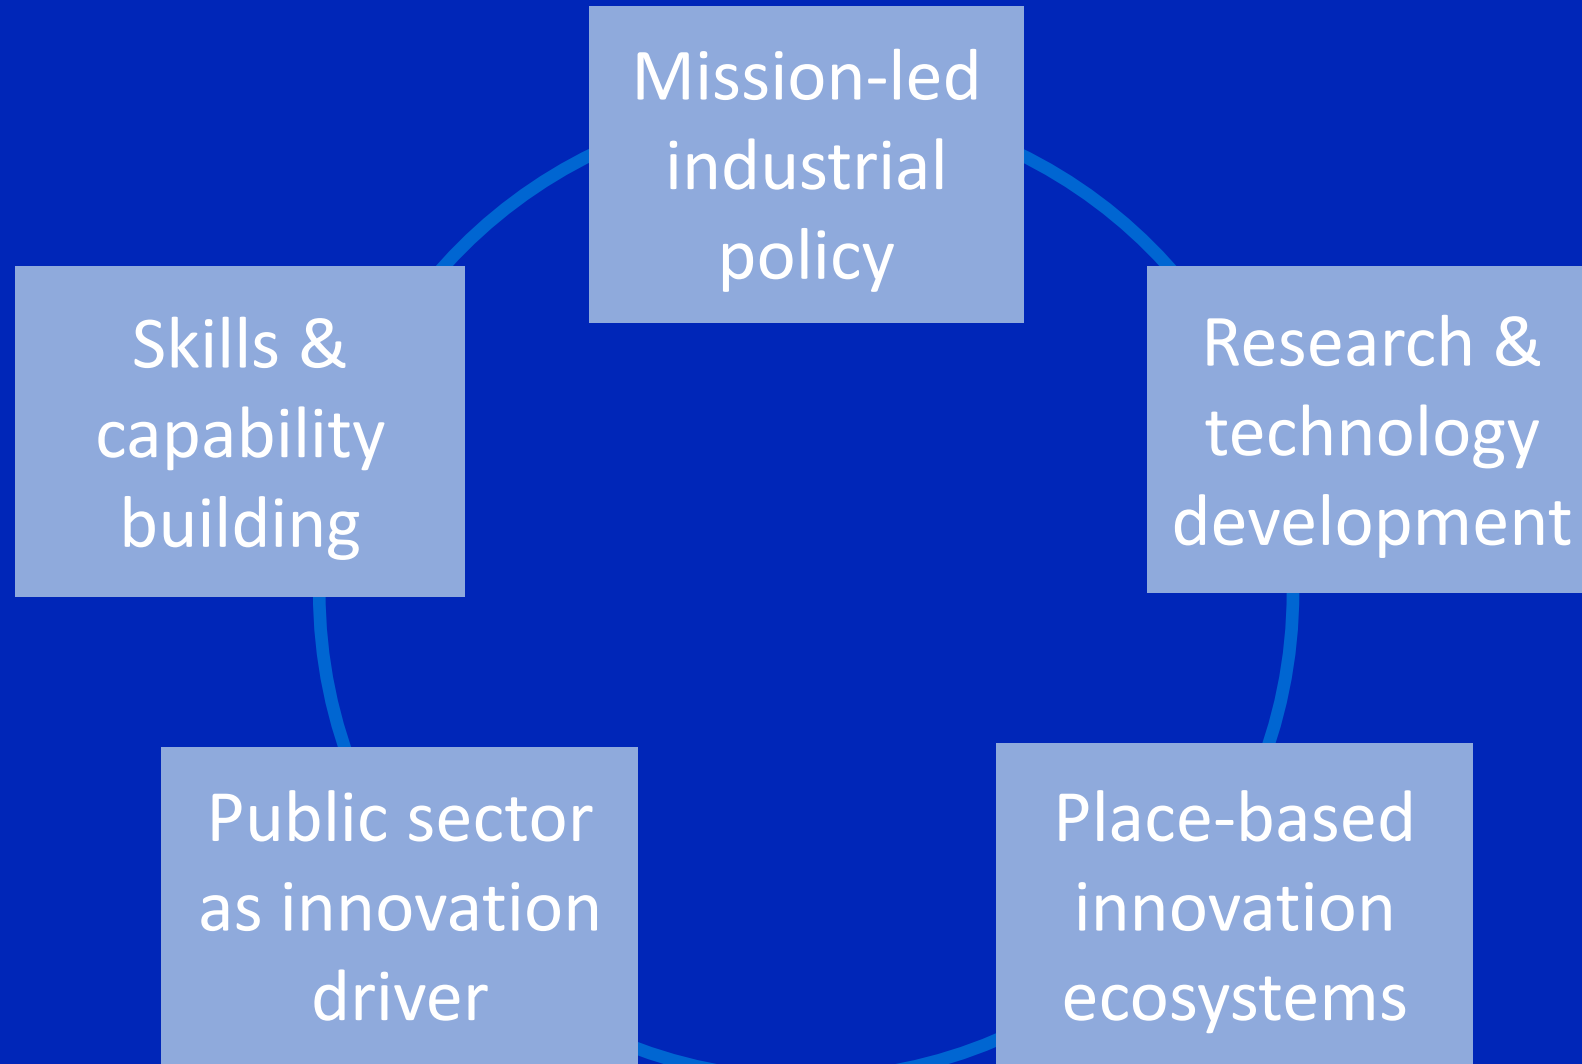 Mission-led
industrial
policy
Research &
technology
development
Place-based
innovation
ecosystems
Public sector
as innovation
driver
Skills &
capability
building